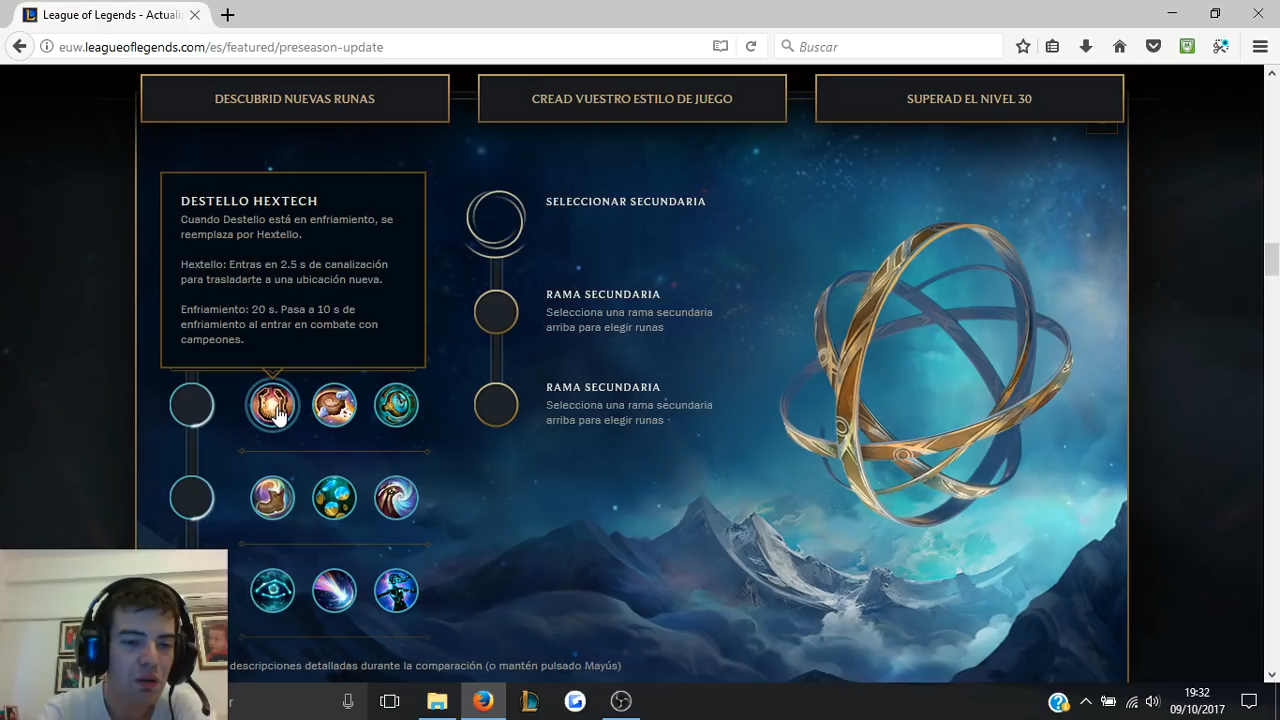 League of Legends - Actuali
euw.leagueoflegends.com/es/featured/preseason-update
Buscar
DESCUBRID NUEVAS RUNAS
CREAD VUESTRO ESTILO DE JUEGO
SUPERAD EL NIVEL 30
DESTELLO HEXTECH
Cuando Destello está en enfriamiento, se
reemplaza por Hextello.
Hextello: Entras en 2.5 s de canalización
para trasladarte a una ubicación nueva.
Enfriamiento: 20 s. Pasa a 10 s de
enfriamiento al entrar en combate con
campeones.
SELECCIONAR SECUNDARIA
RAMA SECUNDARIA
Selecciona una rama secundaria
arriba para elegir runas
RAMA SECUNDARIA
Selecciona una rama secundaria
arriba para elegir runas
descripciones detalladas durante la comparación (o mantén pulsado Mayús)
19:32
09/10/2017